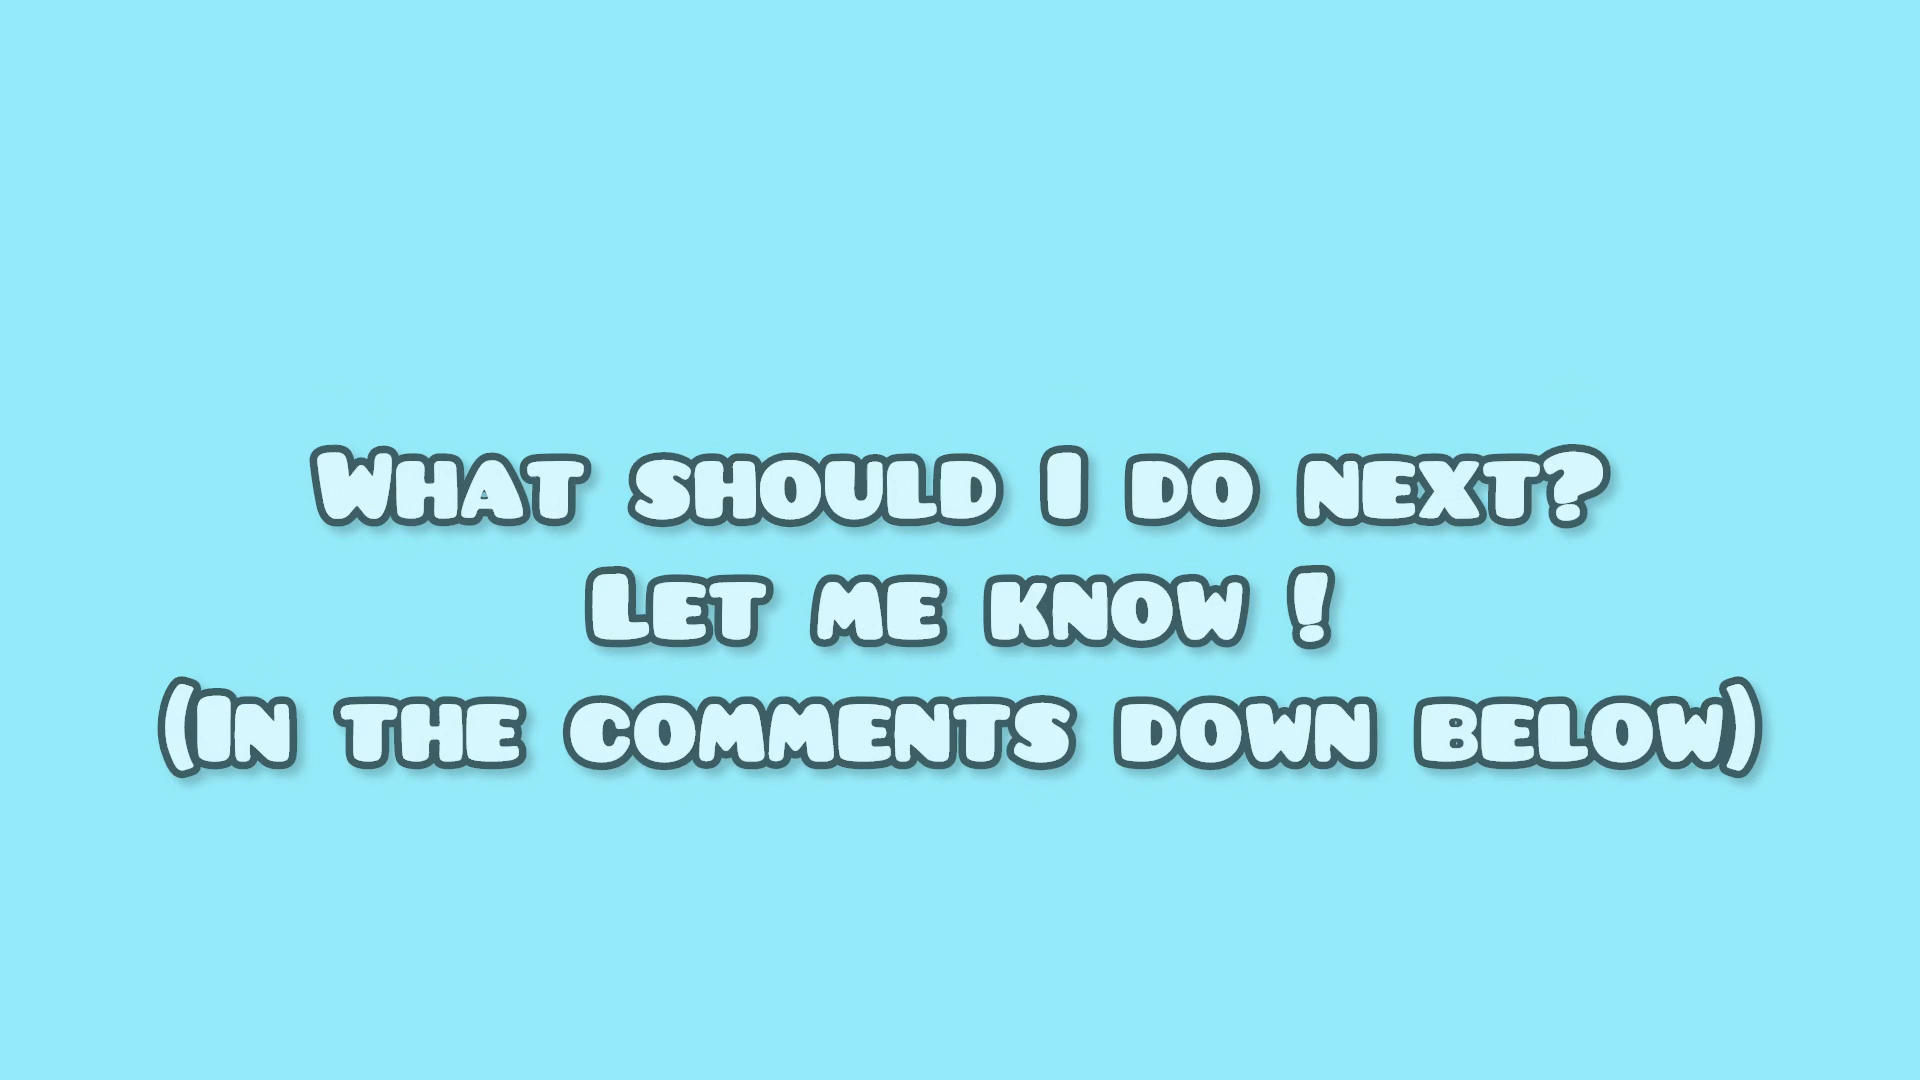 What should I do next?
Let me know !
(In the comments down below)